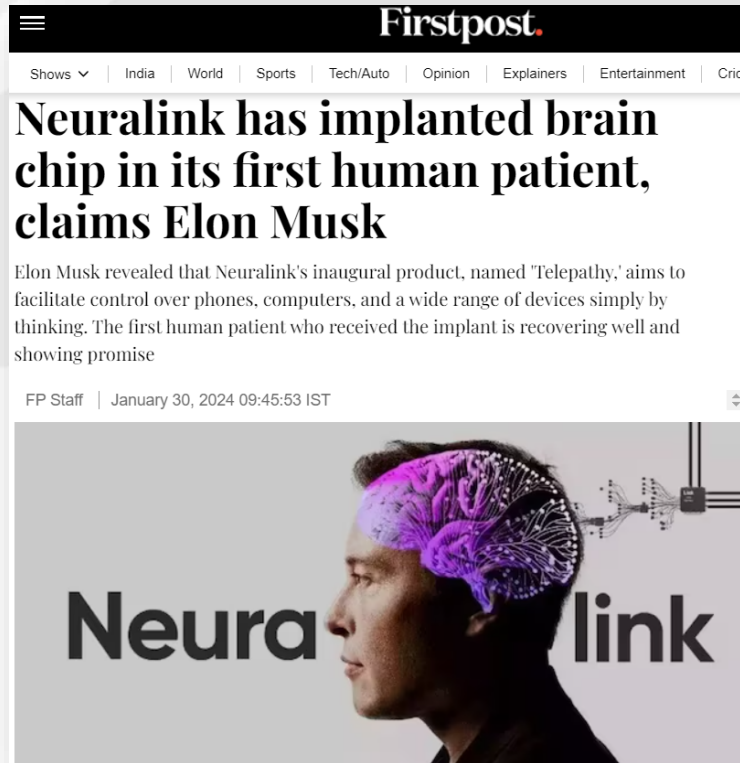 Firstpost.
Shows India World Sports Tech/Auto Opinion Explainers Entertainment
Neuralink has implanted brain
chip in its first human patient,
claims Elon Musk
Elon Musk revealed that Neuralink's inaugural product, named 'Telepathy,' aims to
facilitate control over phones, computers, and a wide range of devices simply by
thinking. The first human patient who received the implant is recovering well and
showing promise
FP Staff January 30, 2024 09:45:53 IST
Link
Neura link